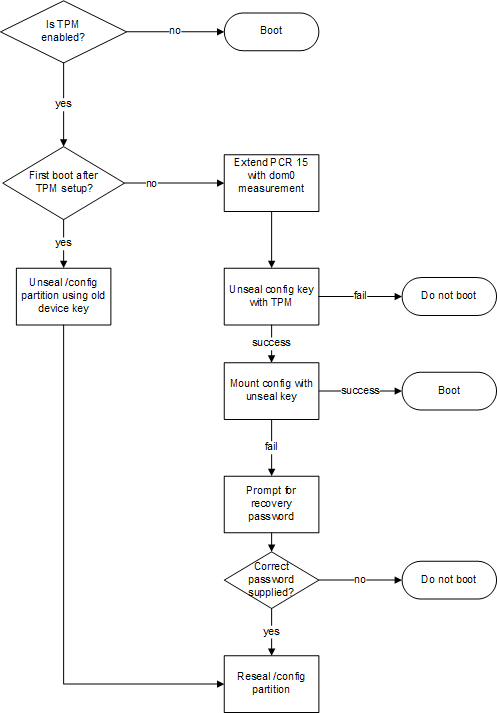 Is TPM
enabled?
no
Boot
yes
First boot after
TPM setup?
no
Extend PCR 15
with dom0
measurement
yes
Unseal /config
partition using old
device key
Unseal config key
with TPM
fail
Do not boot
success
Mount config with
unseal key
success
Boot
fail
Prompt for
recovery
password
Correct
password
supplied?
no
Do not boot
yes
Reseal /config
partition